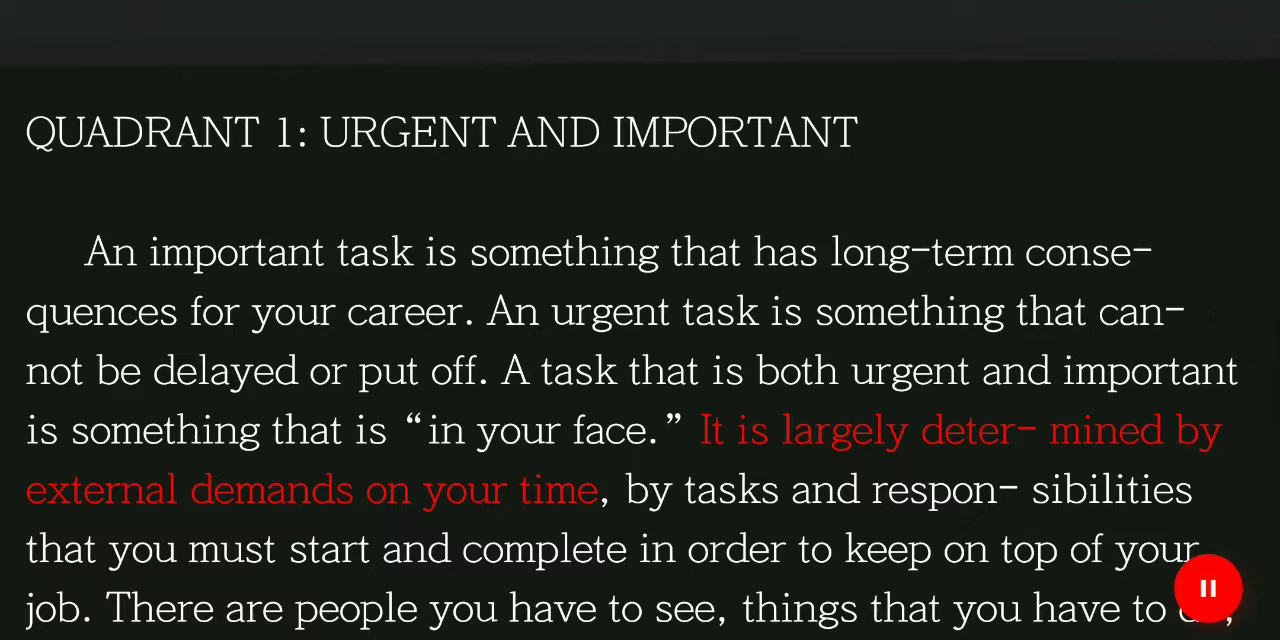 QUADRANT 1: URGENT AND IMPORTANT
An important task is something that has long-term conse-
quences for your career. An urgent task is something that can-
not be delayed or put off. A task that is both urgent and important
is something that is “in your face.” It is largely deter- mined by
external demands on your time, by tasks and respon- sibilities
that you must start and complete in order to keep on top of your
job. There are people you have to see, things that you have to